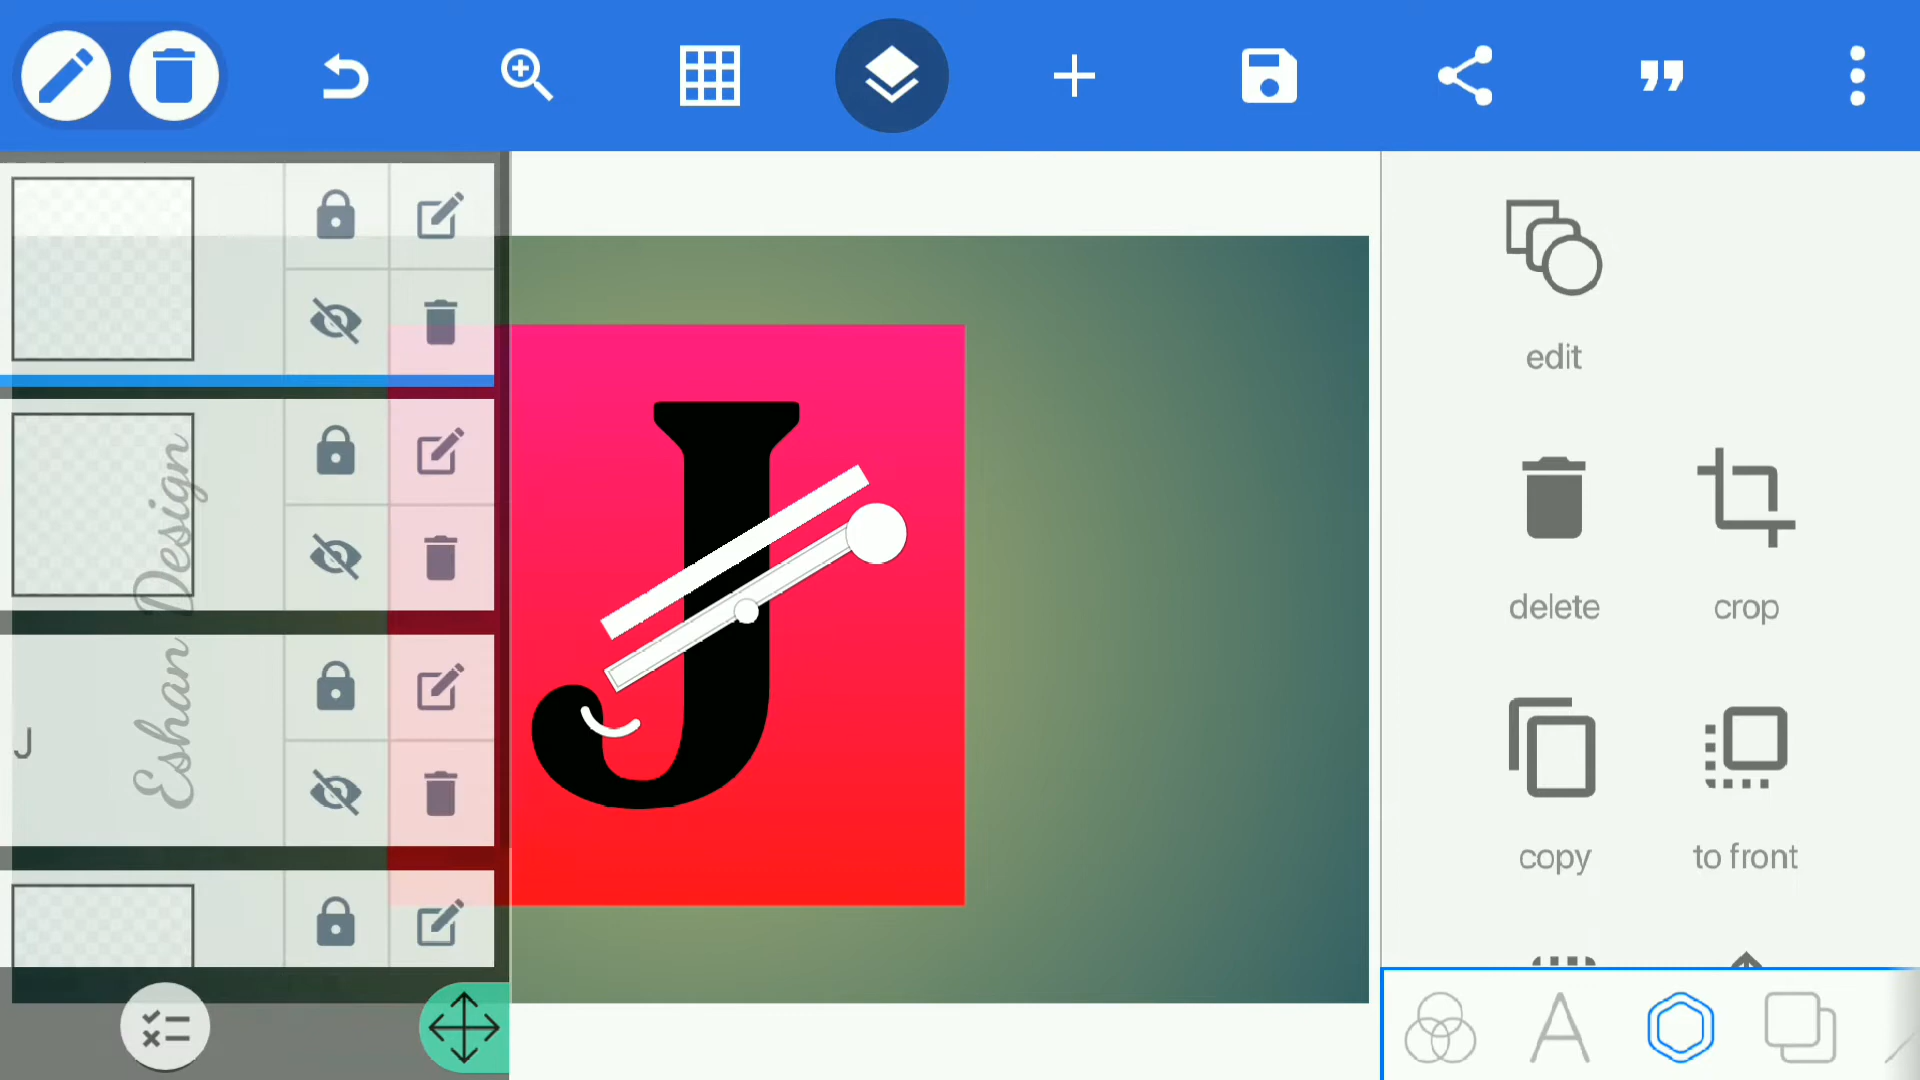 edit
delete
crop
copy
to front
J
Eshan Design
J
A